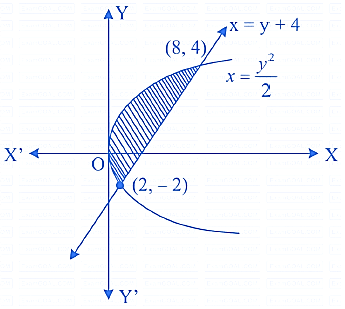 Y
x = y + 4
(8, 4)
x = y²/2
X'
O
X
(2, – 2)
Y'